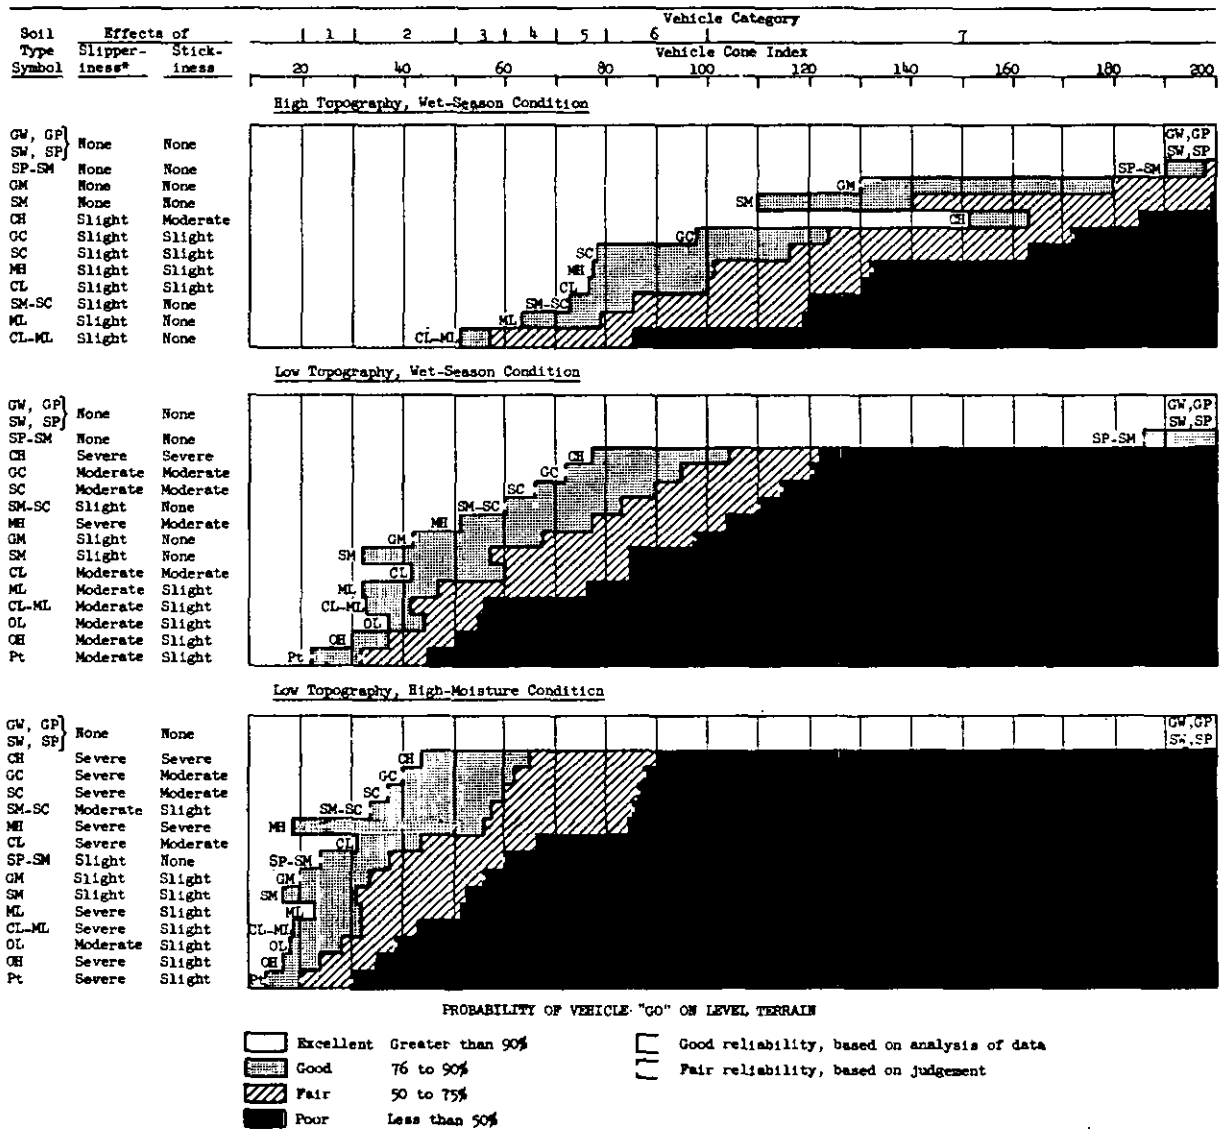 Vehicle Category
Soil Effects of 1 2 3 4 5 6 7
Type Slipper- Stick- Vehicle Cone Index
Symbol iness* iness 20 40 60 80 100 120 140 160 180 200
High Topography, Wet-Season Condition
GW, GP} None None GW,GP
SW, SP} SW,SP
SP-SM None None SP-SM
GM None None GM
SM None None SM
CH Slight Moderate CH
GC Slight Slight GC
SC Slight Slight SC
MH Slight Slight MH
CL Slight Slight CL
SM-SC Slight None SM-SC
ML Slight None ML
CL-ML Slight None CL-ML
Low Topography, Wet-Season Condition
GW, GP} None None GW,GP
SW, SP} SW,SP
SP-SM None None SP-SM
CH Severe Severe CH
GC Moderate Moderate GC
SC Moderate Moderate SC
SM-SC Slight None SM-SC
MH Severe Moderate MH
GM Slight None GM
SM Slight None SM
CL Moderate Moderate CL
ML Moderate Slight ML
CL-ML Moderate Slight CL-ML
OL Moderate Slight OL
OH Moderate Slight OH
Pt Moderate Slight Pt
Low Topography, High-Moisture Condition
GW, GP} None None GW,GP
SW, SP} SW,SP
CH Severe Severe CH
GC Severe Moderate GC
SC Severe Moderate SC
SM-SC Moderate Slight SM-SC
MH Severe Severe MH
CL Severe Moderate CL
SP-SM Slight None SP-SM
GM Slight Slight GM
SM Slight Slight SM
ML Severe Slight ML
CL-ML Severe Slight CL-ML
OL Moderate Slight OL
OH Severe Slight OH
Pt Severe Slight Pt
PROBABILITY OF VEHICLE "GO" ON LEVEL TERRAIN
Excellent Greater than 90% Good reliability, based on analysis of data
Good 76 to 90% Fair reliability, based on judgement
Fair 50 to 75%
Poor Less than 50%